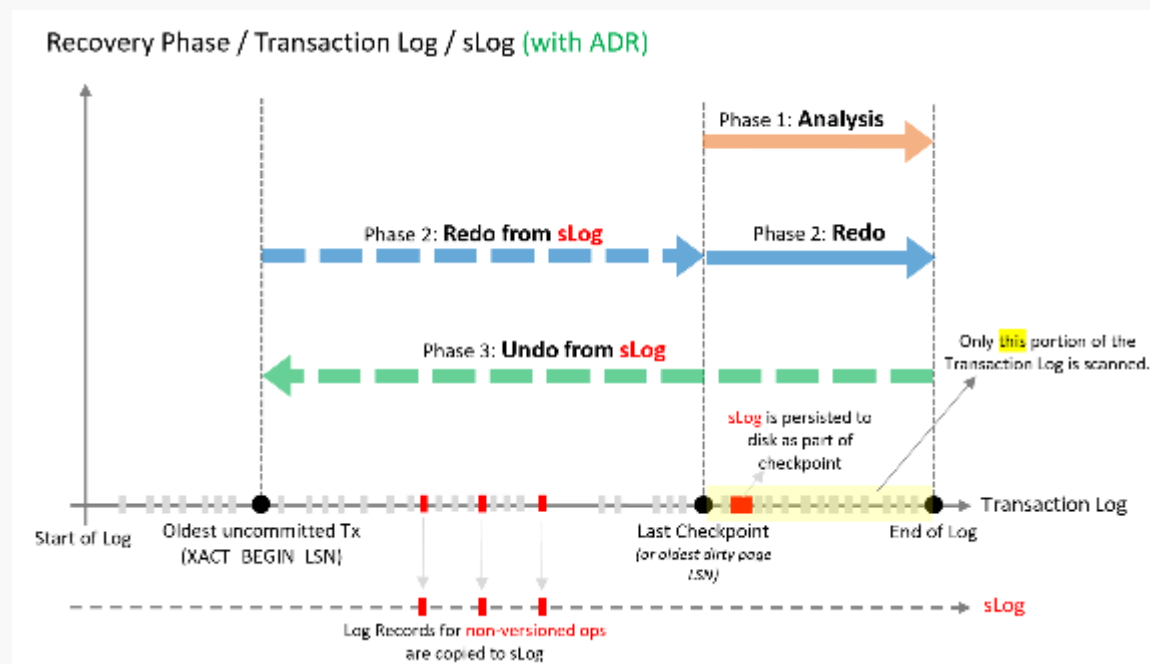 Recovery Phase / Transaction Log / sLog (with ADR)
Phase 1: Analysis
Phase 2: Redo from sLog
Phase 2: Redo
Phase 3: Undo from sLog
Only this portion of the
Transaction Log is scanned.
sLog is persisted to
disk as part of
checkpoint
Transaction Log
Start of Log
Oldest uncommitted Tx
(XACT_BEGIN_LSN)
Last Checkpoint
(or oldest dirty page
LSN)
End of Log
sLog
Log Records for non-versioned ops
are copied to sLog